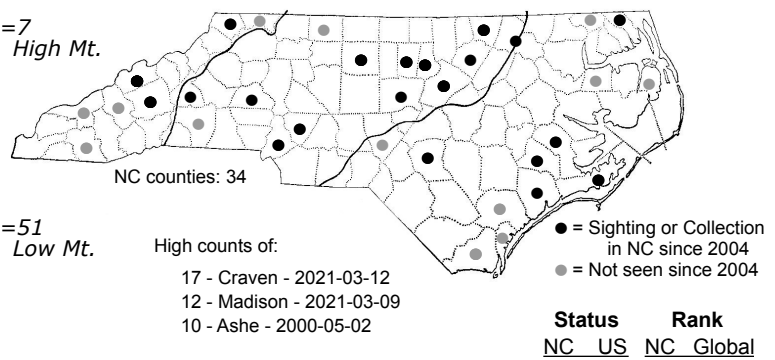 =7
High Mt.
NC counties: 34
=51
Low Mt.
High counts of:
17 - Craven - 2021-03-12
12 - Madison - 2021-03-09
10 - Ashe - 2000-05-02
= Sighting or Collection
in NC since 2004
= Not seen since 2004
Status Rank
NC US NC Global